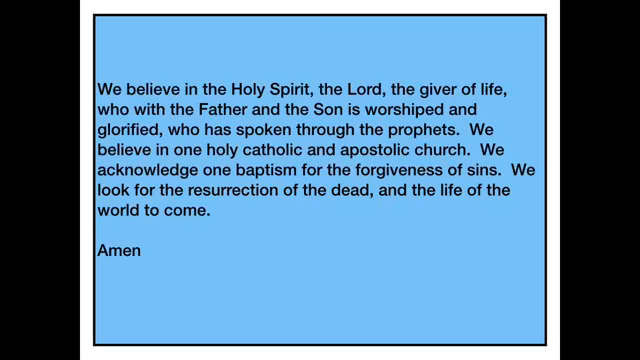 We believe in the Holy Spirit, the Lord, the giver of life,
who with the Father and the Son is worshiped and
glorified, who has spoken through the prophets.  We
believe in one holy catholic and apostolic church.  We
acknowledge one baptism for the forgiveness of sins.  We
look for the resurrection of the dead, and the life of the
world to come.
Amen